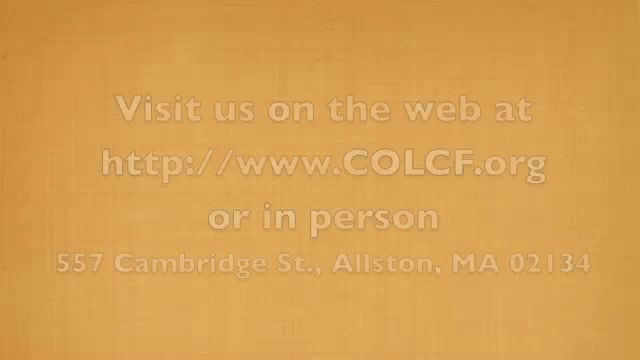 Visit us on the web at
http://www.COLCF.org
or in person
557 Cambridge St., Allston, MA 02134